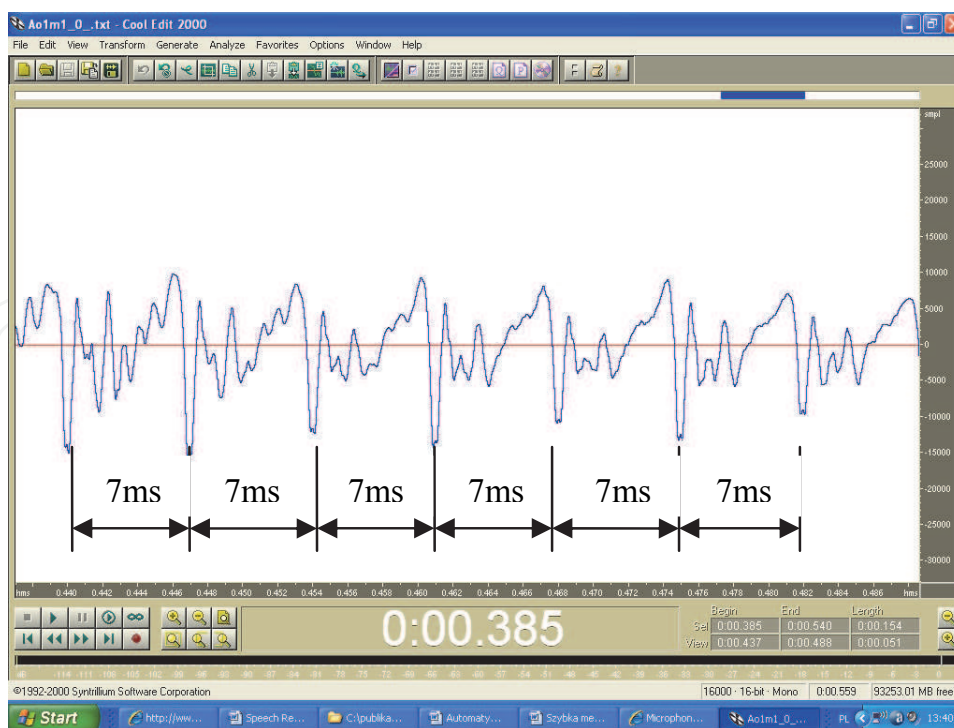 Ao1m1_0_.txt - Cool Edit 2000
File Edit View Transform Generate Analyze Favorites Options Window Help
F ?
smpl
25000
20000
15000
10000
5000
0
-5000
-10000
-15000
-20000
-25000
-30000
7ms 7ms 7ms 7ms 7ms 7ms
hms 0.440 0.442 0.444 0.446 0.448 0.450 0.452 0.454 0.456 0.458 0.460 0.462 0.464 0.466 0.468 0.470 0.472 0.474 0.476 0.478 0.480 0.482 0.484 0.486 hms
0:00.385
Begin End Length
Sel 0:00.385 0:00.540 0:00.154
View 0:00.437 0:00.488 0:00.051
©1992-2000 Syntrillium Software Corporation
16000 · 16-bit · Mono 0:00.559 93253.01 MB free
Start http://ww... Speech Re... C:\publika... Automaty... Szybka me... Microphon... Ao1m1_0_... PL 13:40